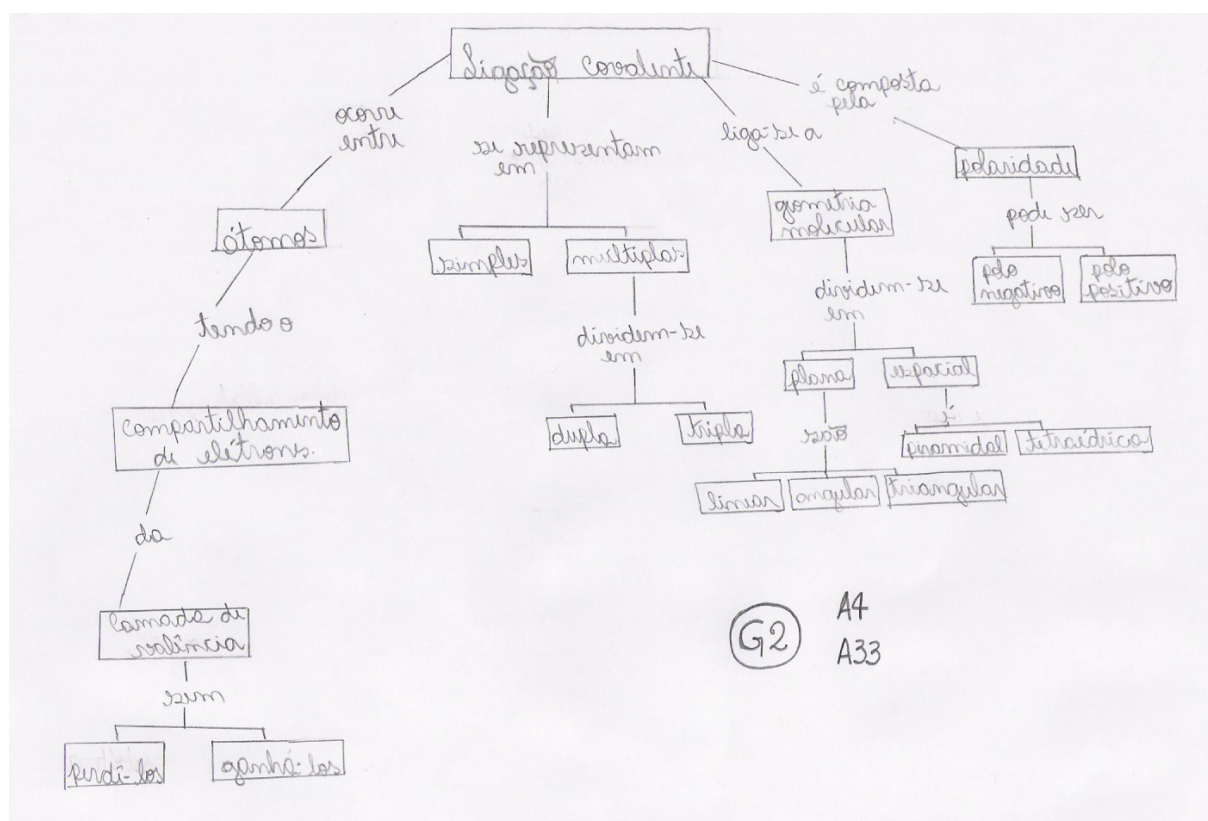 Ligação covalente
ocorre
entre
átomos
tendo o
compartilhamento
de elétrons.
da
Camada de
valência
sem
perdê-los
ganhá-los
se representam
em
simples
multiplas
dividem-se
em
dupla
tripla
liga-se a
geometria
molecular
dividem-se
em
plana
espacial
são
linear
angular
triangular
é
piramidal
tetraédrica
é composta
pela
polaridade
pode ser
polo
negativo
polo
positivo
G2
A4
A33